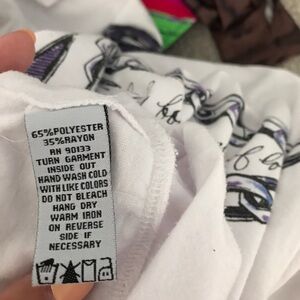 65%POLYESTER
35%RAYON
RN 90133
TURN GARMENT
INSIDE OUT
HAND WASH COLD
WITH LIKE COLORS
DO NOT BLEACH
HANG DRY
WARM IRON
ON REVERSE
SIDE IF
NECESSARY
of